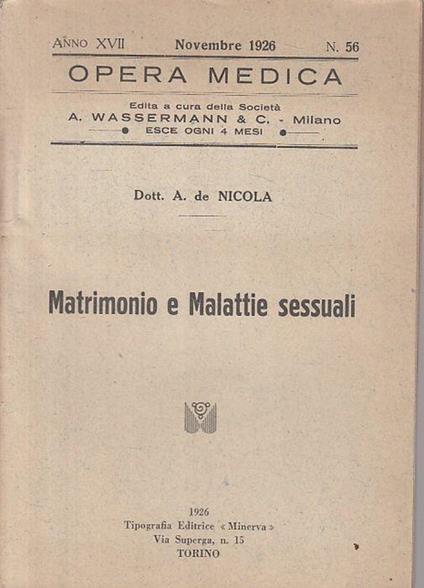 ANNO XVII Novembre 1926 N. 56
OPERA MEDICA
Edita a cura della Società
A. WASSERMANN & C. - Milano
ESCE OGNI 4 MESI
Dott. A. de NICOLA
Matrimonio e Malattie sessuali
1926
Tipografia Editrice « Minerva »
Via Superga, n. 15
TORINO